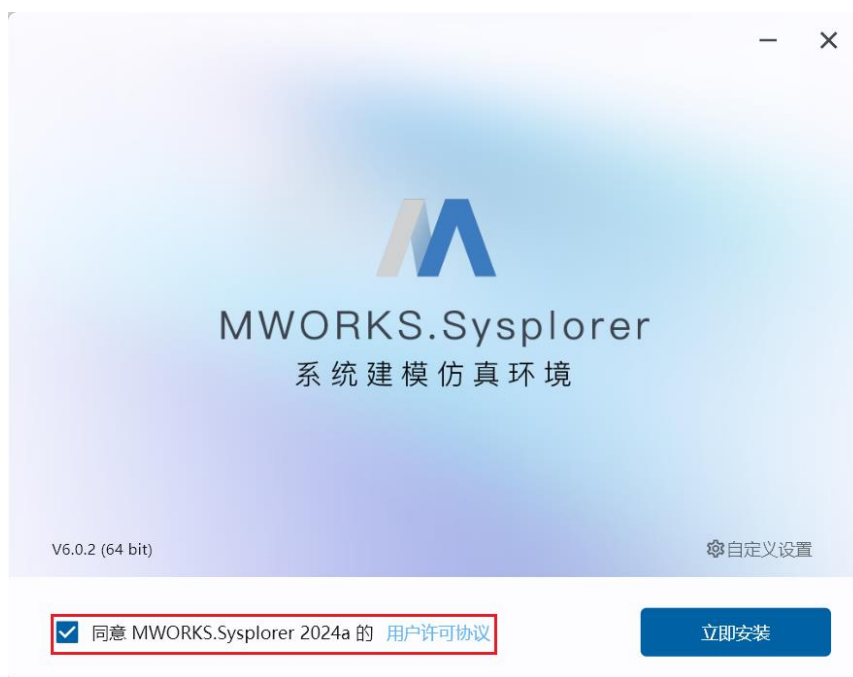 MWORKS.Sysplorer
系统建模仿真环境
V6.0.2 (64 bit)
自定义设置
同意 MWORKS.Sysplorer 2024a 的 用户许可协议
立即安装